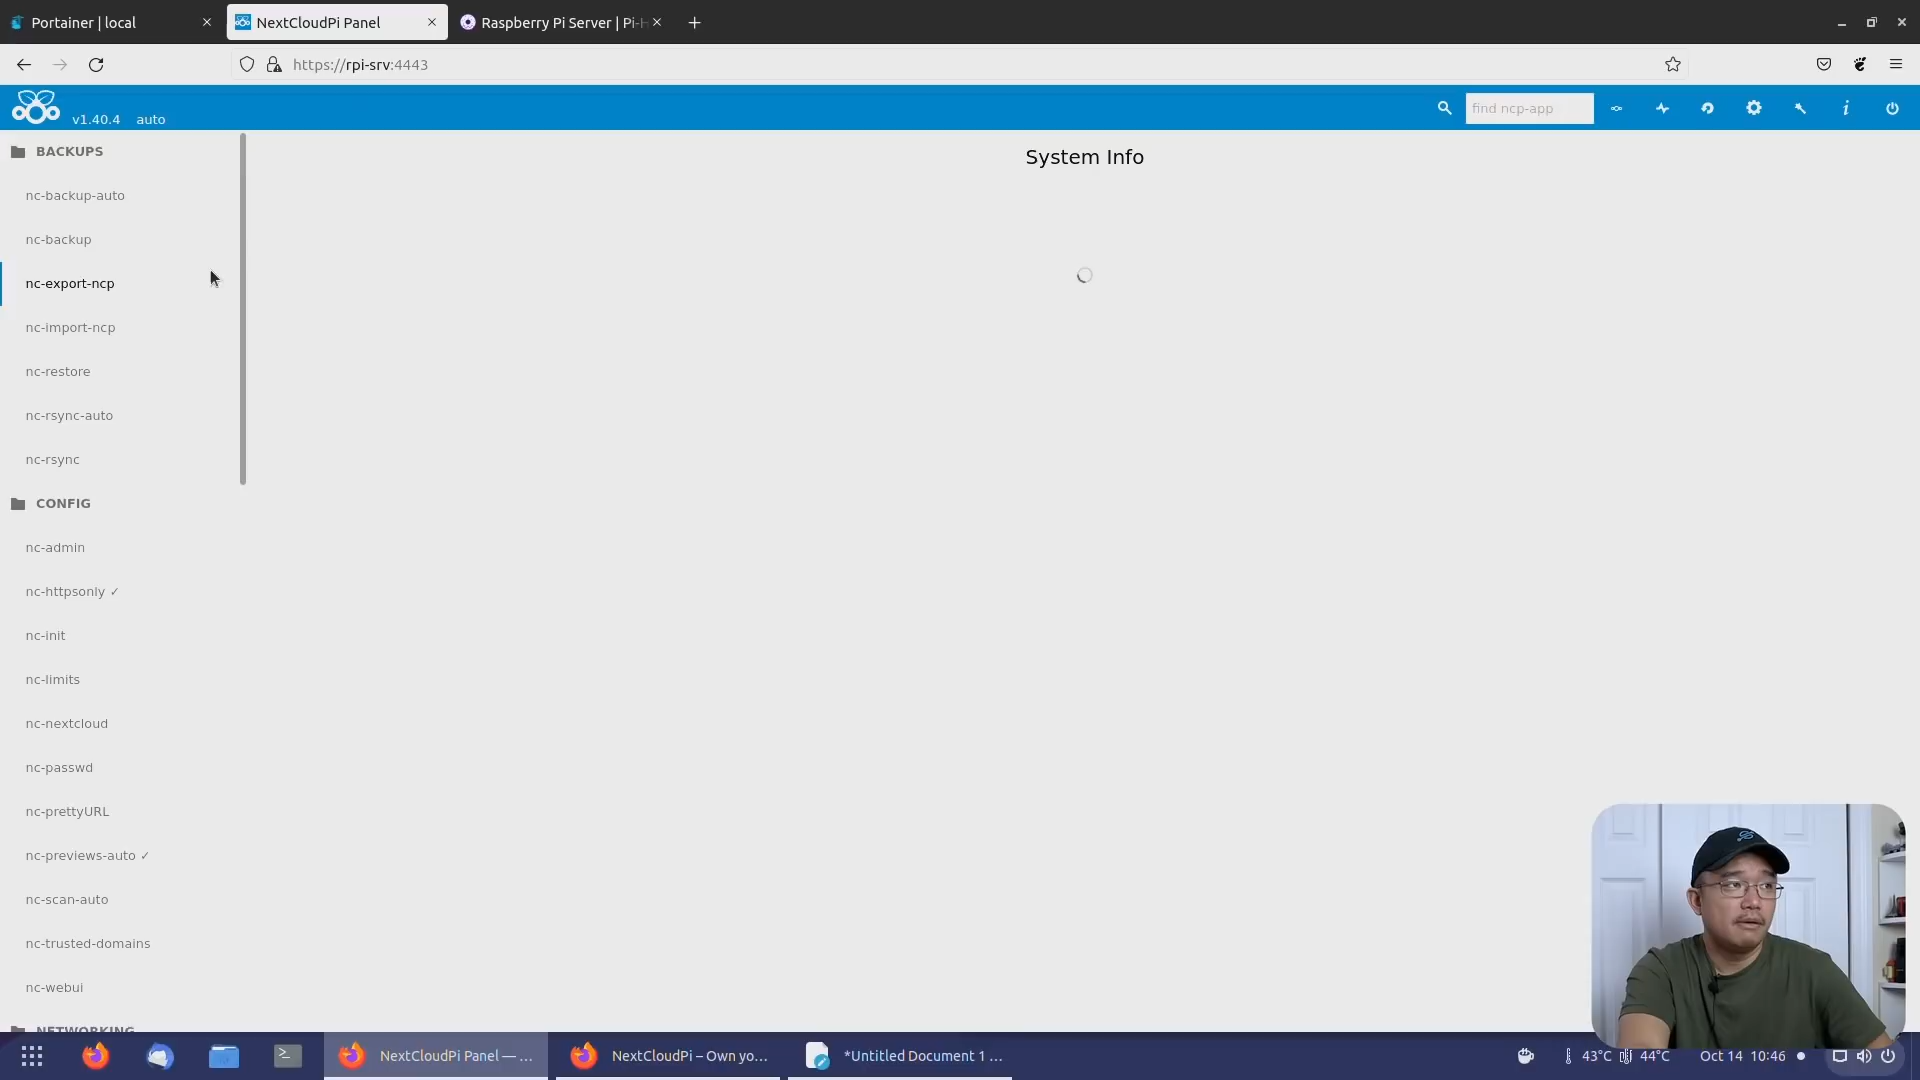 Portainer | local
NextCloudPi Panel
Raspberry Pi Server | Pi-H
https://rpi-srv:4443
v1.40.4 auto
find ncp-app
BACKUPS
nc-backup-auto
nc-backup
nc-export-ncp
nc-import-ncp
nc-restore
nc-rsync-auto
nc-rsync
CONFIG
nc-admin
nc-httpsonly ✓
nc-init
nc-limits
nc-nextcloud
nc-passwd
nc-prettyURL
nc-previews-auto ✓
nc-scan-auto
nc-trusted-domains
nc-webui
NETWORKING
System Info
NextCloudPi Panel — ...
NextCloudPi – Own yo...
*Untitled Document 1 ...
43°C 44°C Oct 14 10:46